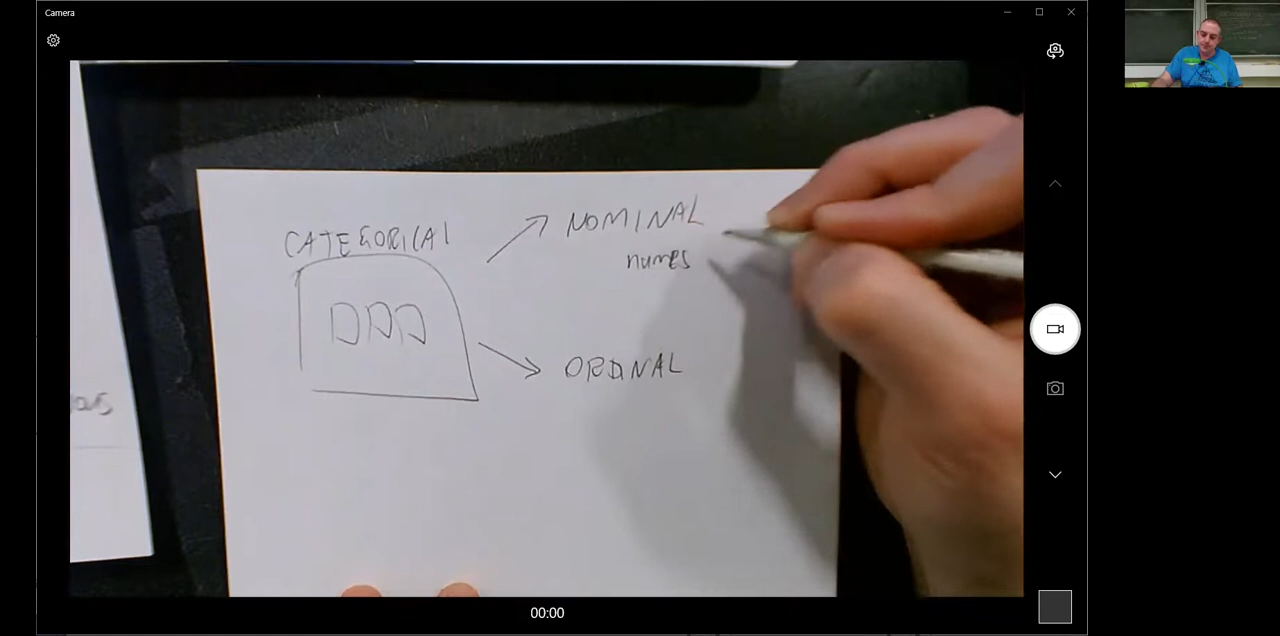 Camera
CATEGORICAL
NOMINAL
names
ORDINAL
00:00